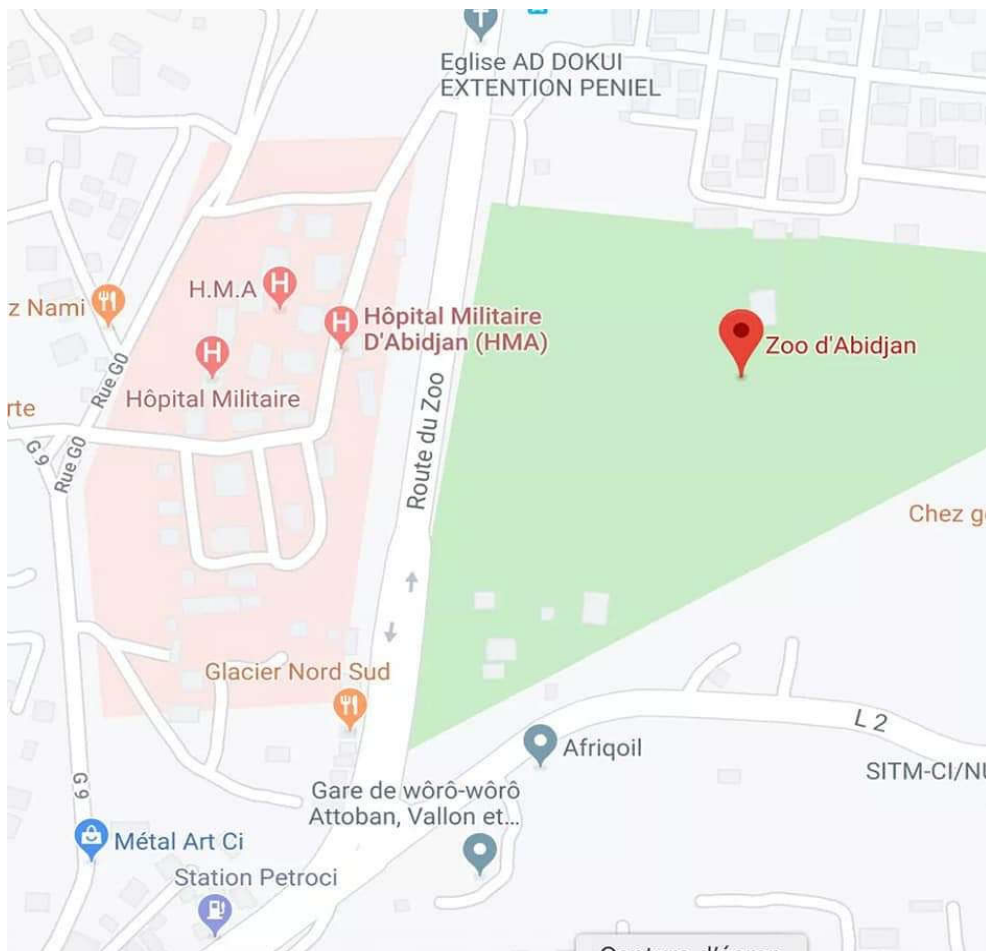 Eglise AD DOKUI
EXTENTION PENIEL
H.M.A
z Nami
Hôpital Militaire
D'Abidjan (HMA)
Zoo d'Abidjan
Hôpital Militaire
Rue G0
rte
G 9
Rue G0
Route du Zoo
Chez g
Glacier Nord Sud
L 2
Afriqoil
SITM-CI/NU
G 9
Gare de wôrô-wôrô
Attoban, Vallon et...
Métal Art Ci
Station Petroci